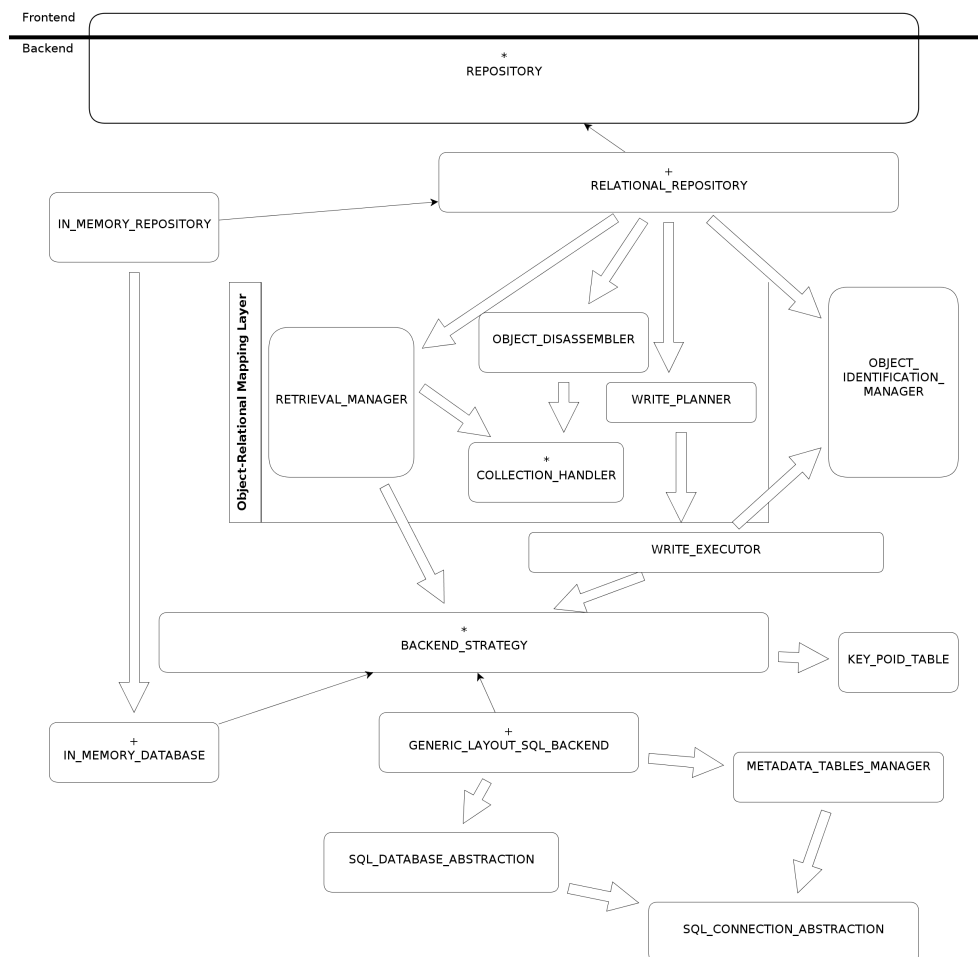 Frontend
Backend
*
REPOSITORY
+
RELATIONAL_REPOSITORY
IN_MEMORY_REPOSITORY
Object-Relational Mapping Layer
OBJECT_DISASSEMBLER
OBJECT_
IDENTIFICATION_
MANAGER
RETRIEVAL_MANAGER
WRITE_PLANNER
*
COLLECTION_HANDLER
WRITE_EXECUTOR
*
BACKEND_STRATEGY
KEY_POID_TABLE
+
IN_MEMORY_DATABASE
+
GENERIC_LAYOUT_SQL_BACKEND
METADATA_TABLES_MANAGER
SQL_DATABASE_ABSTRACTION
SQL_CONNECTION_ABSTRACTION